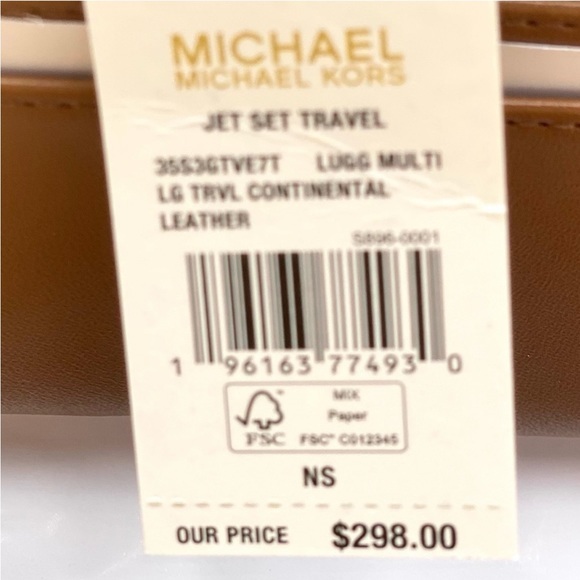 MICHAEL
MICHAEL KORS
JET SET TRAVEL
35S3GTVE7T LUGG MULTI
LG TRVL CONTINENTAL
LEATHER
S896-0001
1 96163 77493 0
MIX
Paper
FSC
FSC™ C012345
NS
OUR PRICE $298.00